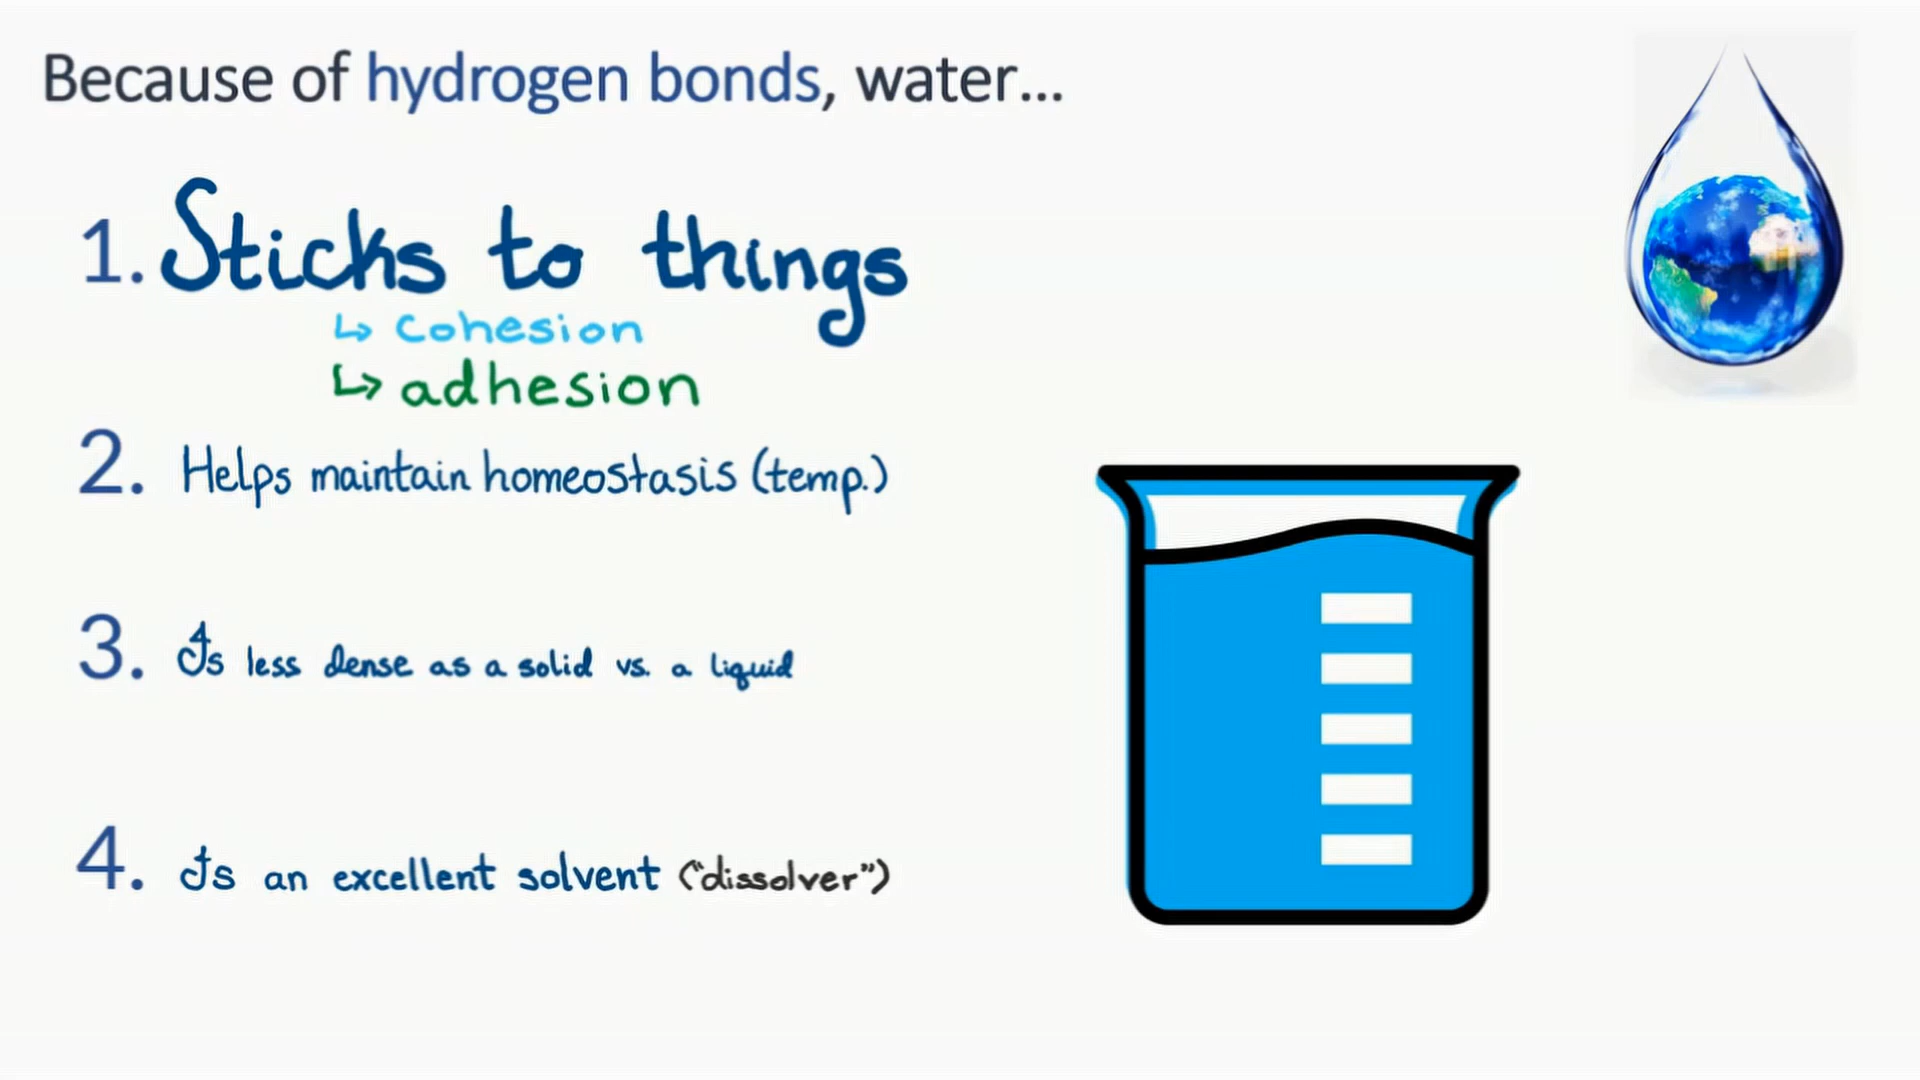 Because of hydrogen bonds, water...
1. Sticks to things
↳ cohesion
↳ adhesion
2. Helps maintain homeostasis (temp.)
3. Is less dense as a solid vs. a liquid
4. Is an excellent solvent ("dissolver")